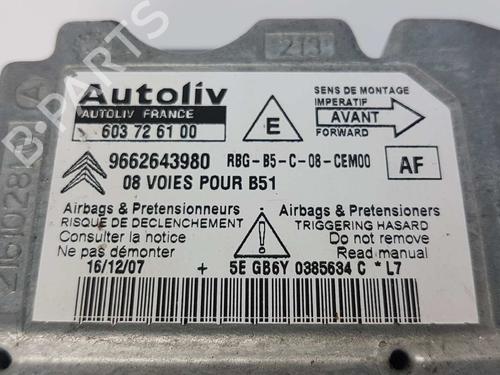 213
Autoliv
AUTOLIV FRANCE
603 72 61 00
E
SENS DE MONTAGE
IMPERATIF
AVANT
FORWARD
9662643980 RBG-B5-C-08-CEM00
AF
08 VOIES POUR B51
Airbags & Pretensionneurs
RISQUE DE DECLENCHEMENT
Consulter la notice
Ne pas démonter
Airbags & Pretensioners
TRIGGERING HASARD
Do not remove
Read manual
16/12/07 + 5E GB6Y 0385634 C * L7
B-PARTS